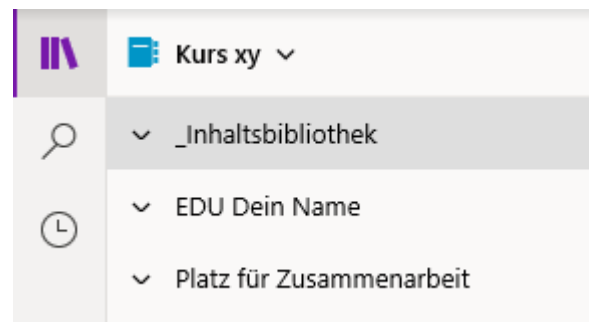 Kurs xy
_Inhaltsbibliothek
EDU Dein Name
Platz für Zusammenarbeit